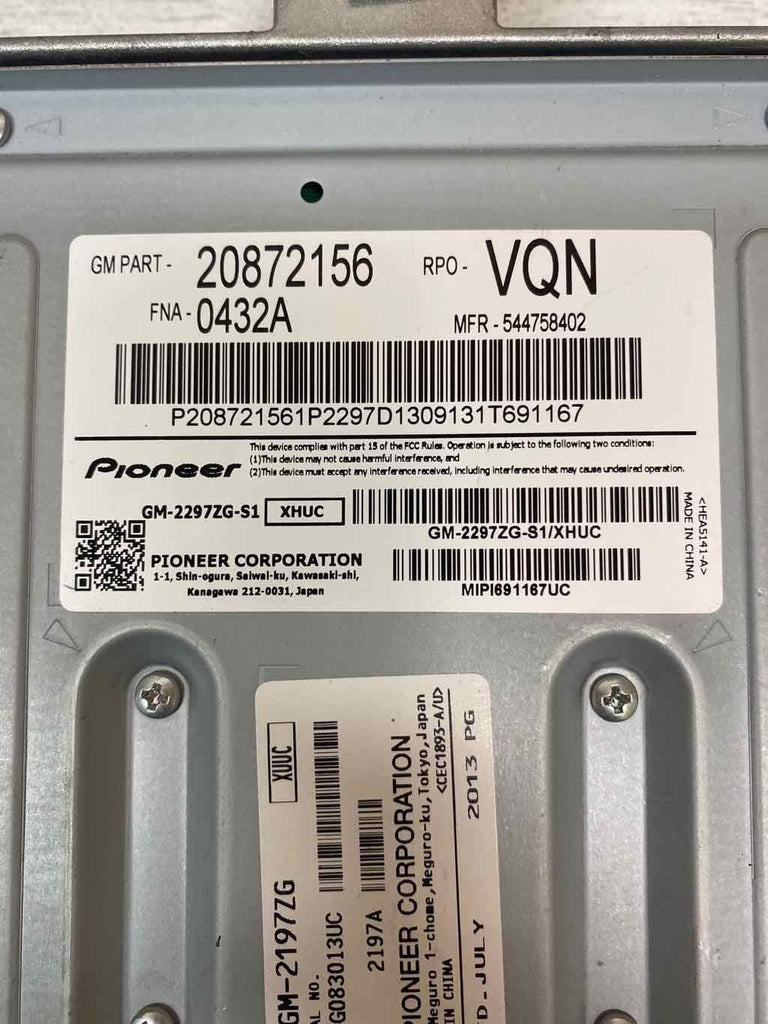 GM PART - 20872156
RPO - VQN
FNA - 0432A
MFR - 544758402
P208721561P2297D1309131T691167
Pioneer
This device complies with part 15 of the FCC Rules. Operation is subject to the following two conditions:
(1)This device may not cause harmful interference, and
(2)This device must accept any interference received, including interference that may cause undesired operation.
GM-2297ZG-S1 XHUC
GM-2297ZG-S1/XHUC
PIONEER CORPORATION
1-1, Shin-ogura, Saiwai-ku, Kawasaki-shi,
Kanagawa 212-0031, Japan
MIPI691167UC
<HEA5141-A>
MADE IN CHINA
XUUC
GM-2197ZG
G083013UC
2197A
PIONEER CORPORATION
Meguro 1-chome, Meguro-ku, Tokyo, Japan
IN CHINA
<CEC1893-A/U>
D. JULY 2013 PG